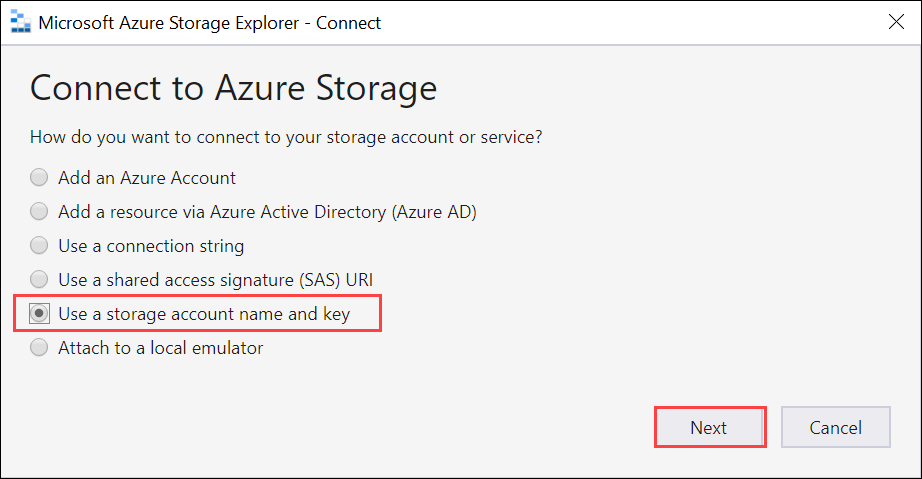 Microsoft Azure Storage Explorer - Connect
Connect to Azure Storage
How do you want to connect to your storage account or service?
Add an Azure Account
Add a resource via Azure Active Directory (Azure AD)
Use a connection string
Use a shared access signature (SAS) URI
Use a storage account name and key
Attach to a local emulator
Next Cancel